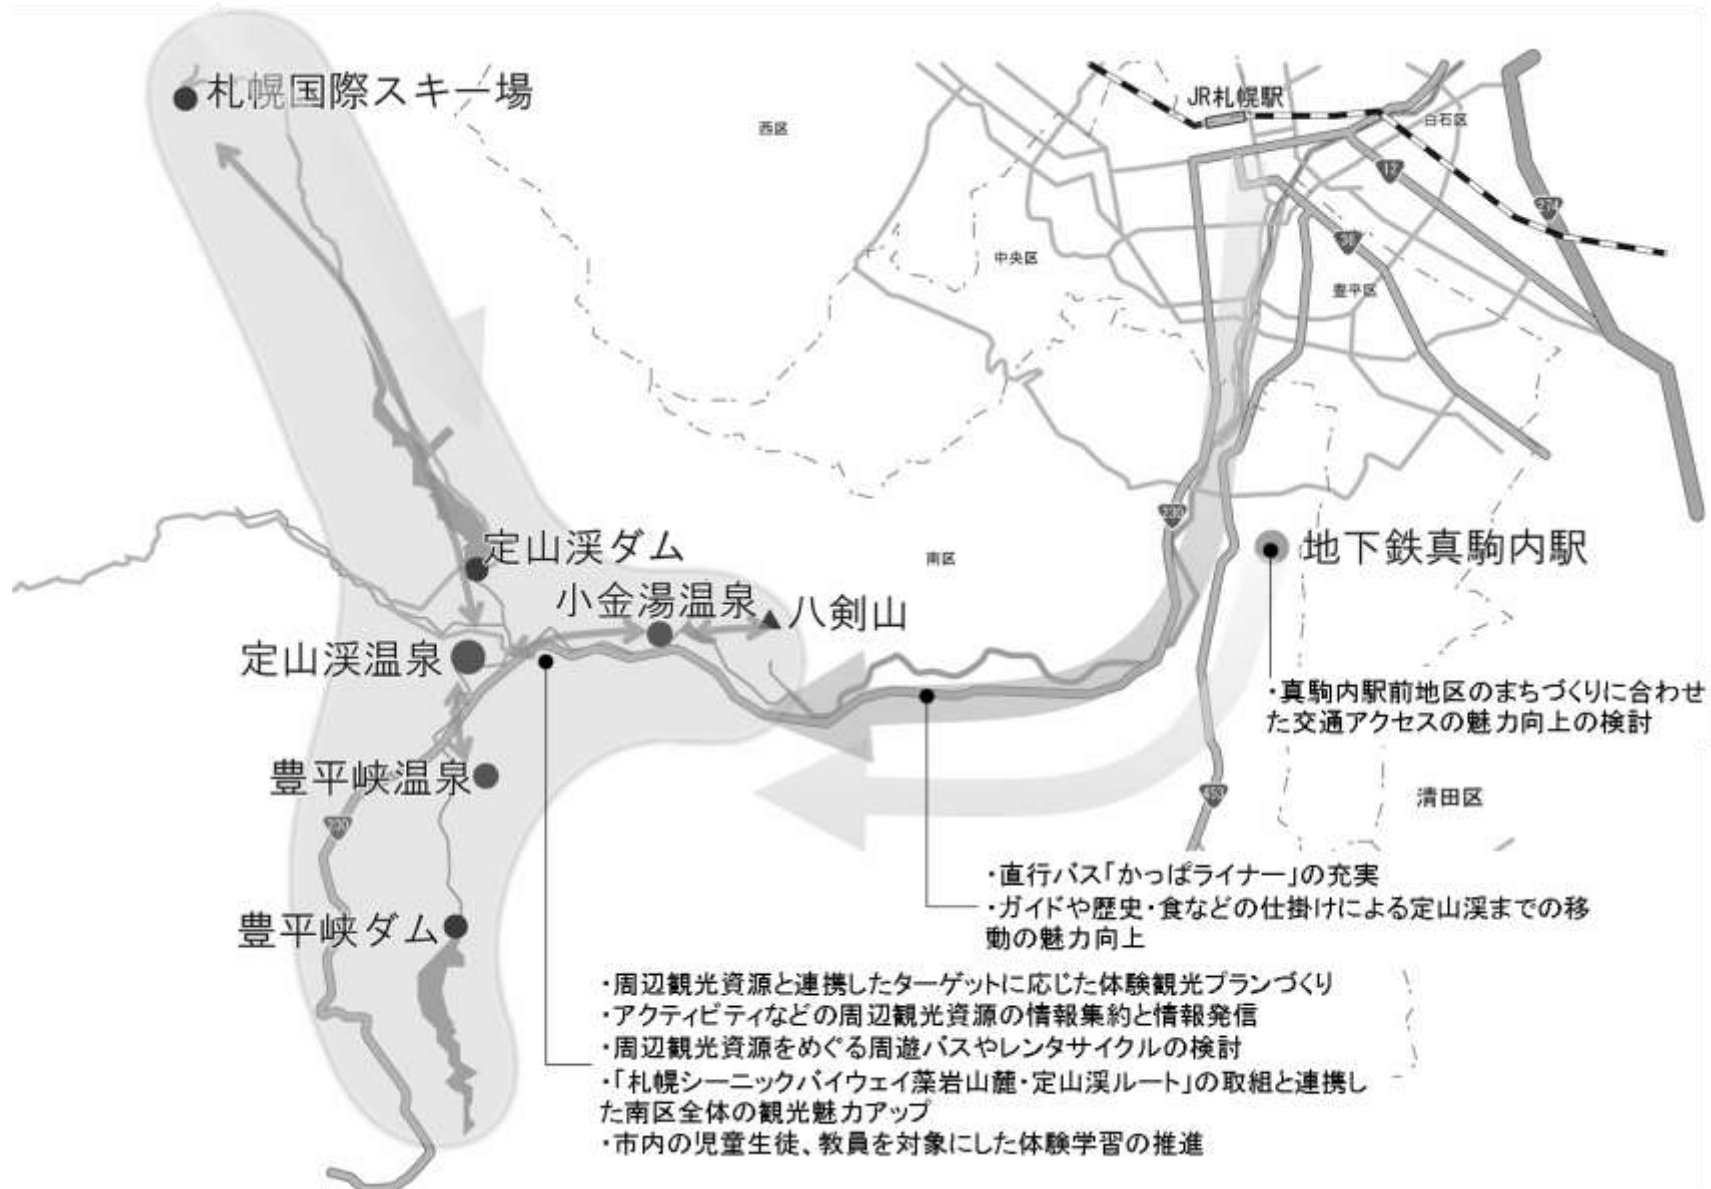 札幌国際スキー場
JR札幌駅
西区
白石区
12
274
36
中央区
豊平区
230
定山渓ダム
南区
地下鉄真駒内駅
小金湯温泉
八剣山
定山渓温泉
・真駒内駅前地区のまちづくりに合わせ
た交通アクセスの魅力向上の検討
豊平峡温泉
453
清田区
230
・直行バス「かっぱライナー」の充実
・ガイドや歴史・食などの仕掛けによる定山渓までの移
動の魅力向上
豊平峡ダム
・周辺観光資源と連携したターゲットに応じた体験観光プランづくり
・アクティビティなどの周辺観光資源の情報集約と情報発信
・周辺観光資源をめぐる周遊バスやレンタサイクルの検討
・「札幌シーニックバイウェイ藻岩山麓・定山渓ルート」の取組と連携し
た南区全体の観光魅力アップ
・市内の児童生徒、教員を対象にした体験学習の推進